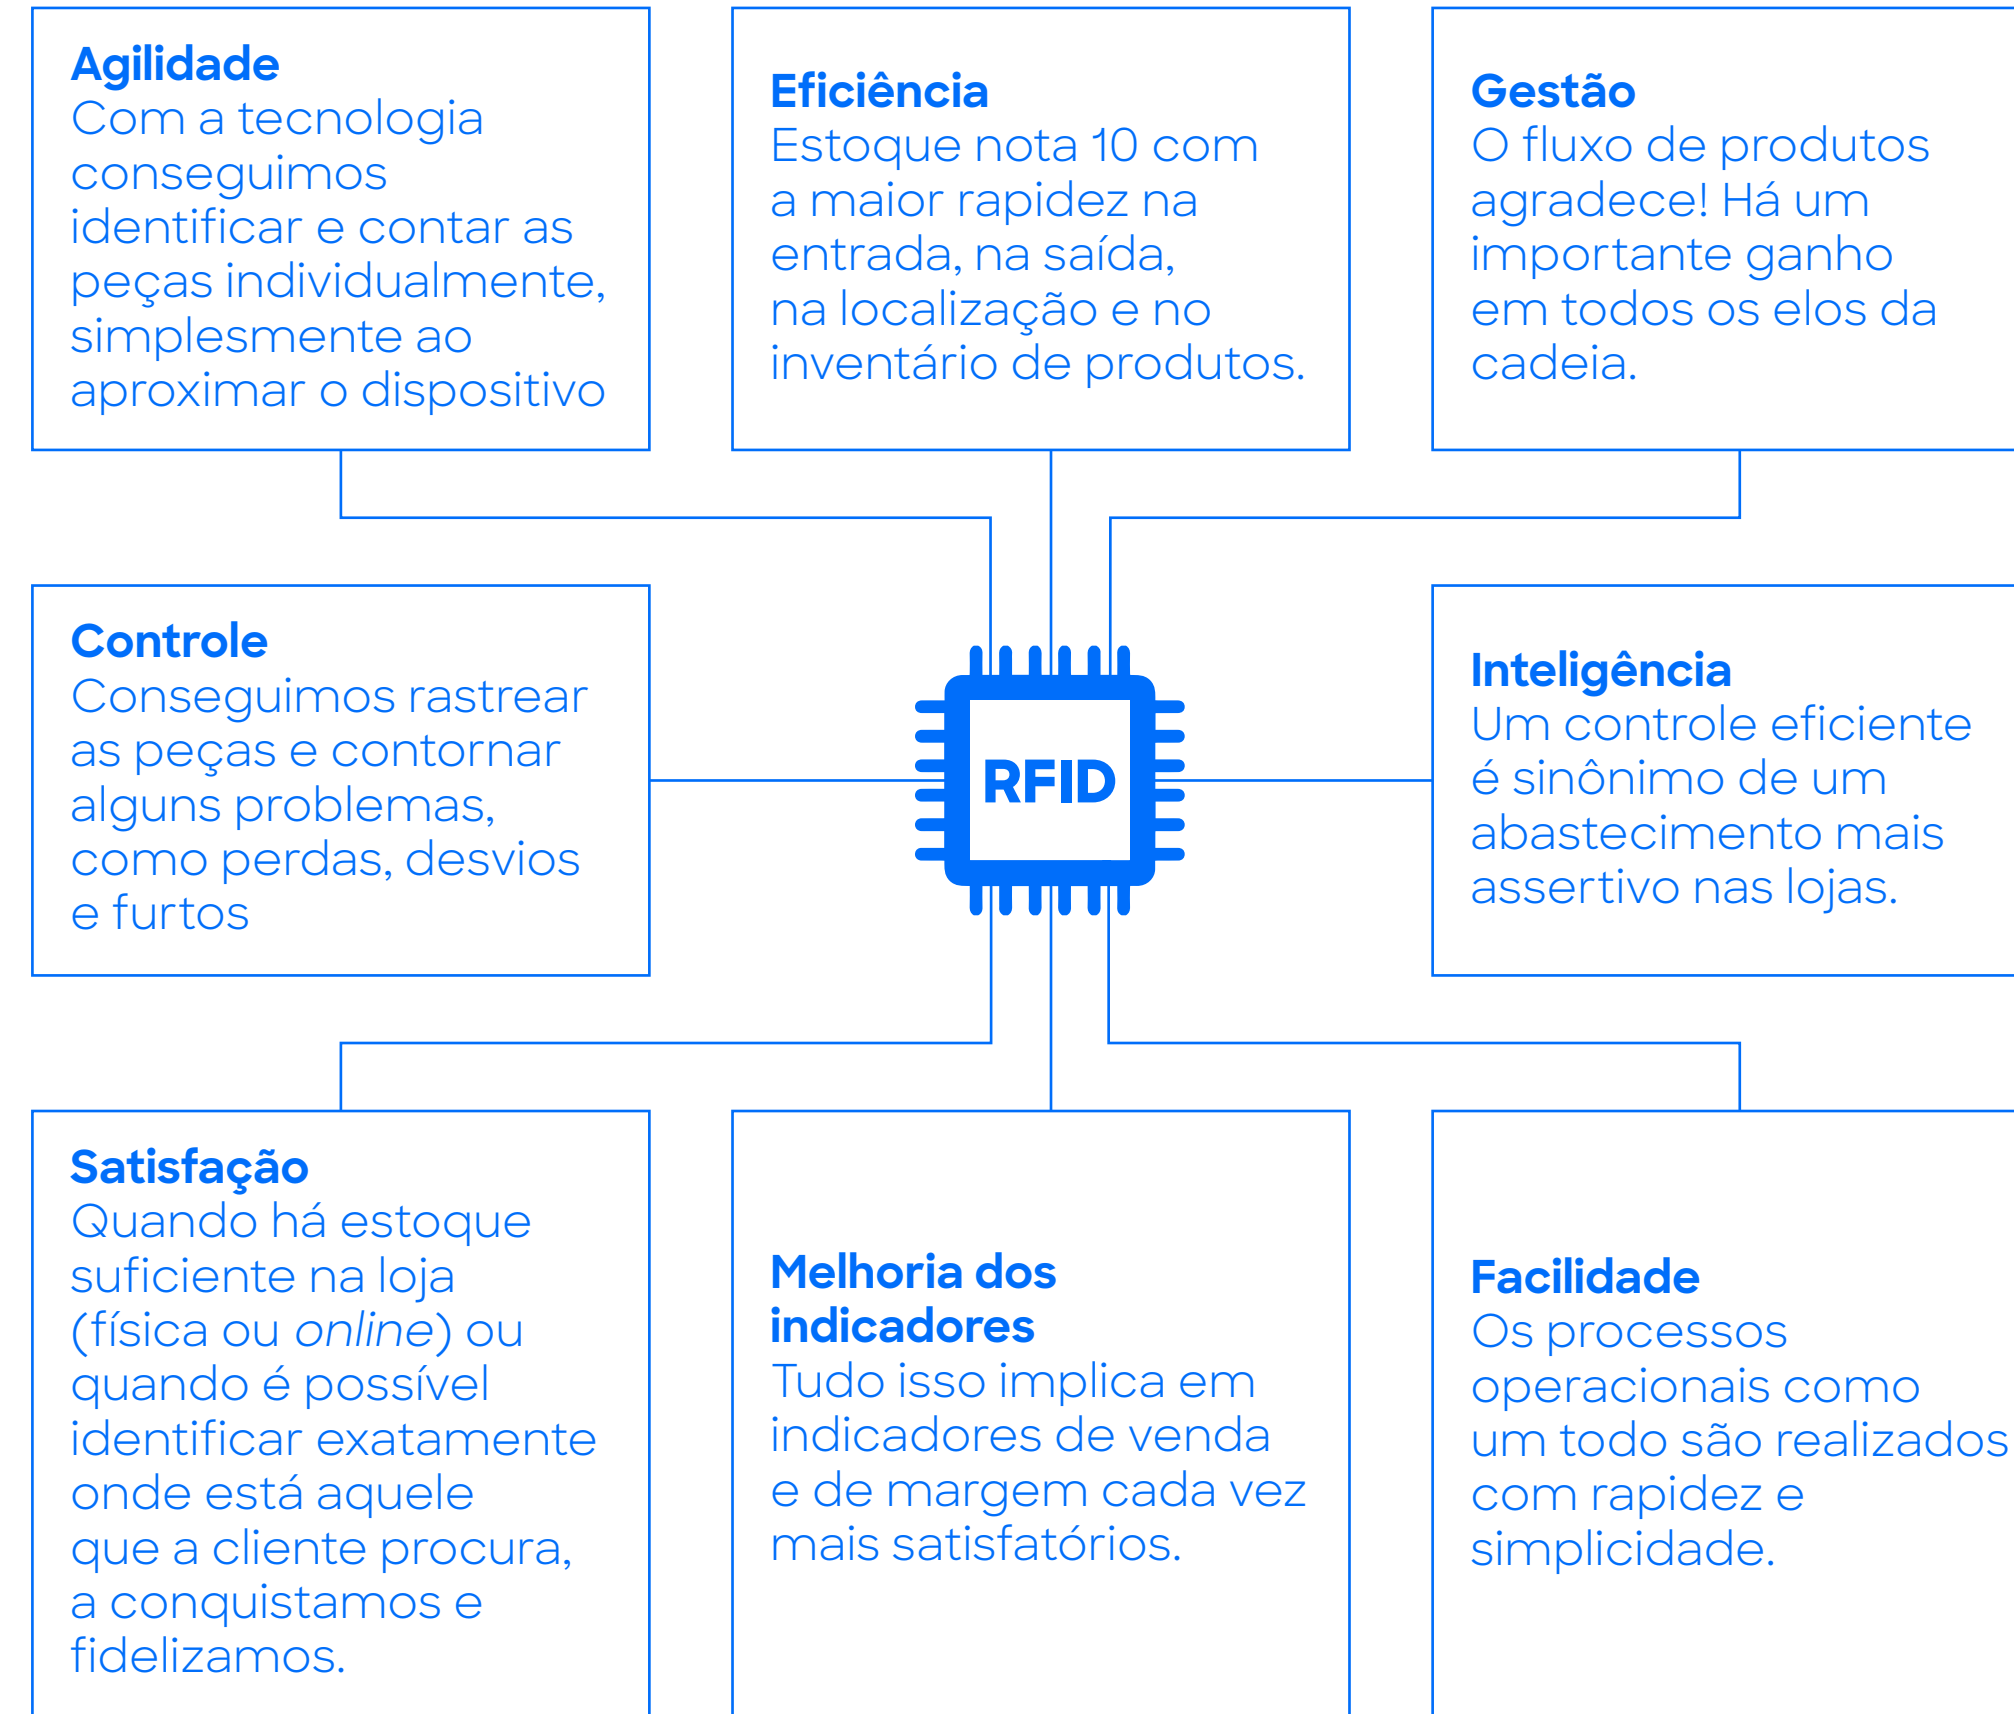 Agilidade
Com a tecnologia
conseguimos
identificar e contar as
peças individualmente,
simplesmente ao
aproximar o dispositivo
Eficiência
Estoque nota 10 com
a maior rapidez na
entrada, na saída,
na localização e no
inventário de produtos.
Gestão
O fluxo de produtos
agradece! Há um
importante ganho
em todos os elos da
cadeia.
Controle
Conseguimos rastrear
as peças e contornar
alguns problemas,
como perdas, desvios
e furtos
RFID
Inteligência
Um controle eficiente
é sinônimo de um
abastecimento mais
assertivo nas lojas.
Satisfação
Quando há estoque
suficiente na loja
(física ou online) ou
quando é possível
identificar exatamente
onde está aquele
que a cliente procura,
a conquistamos e
fidelizamos.
Melhoria dos
indicadores
Tudo isso implica em
indicadores de venda
e de margem cada vez
mais satisfatórios.
Facilidade
Os processos
operacionais como
um todo são realizados
com rapidez e
simplicidade.